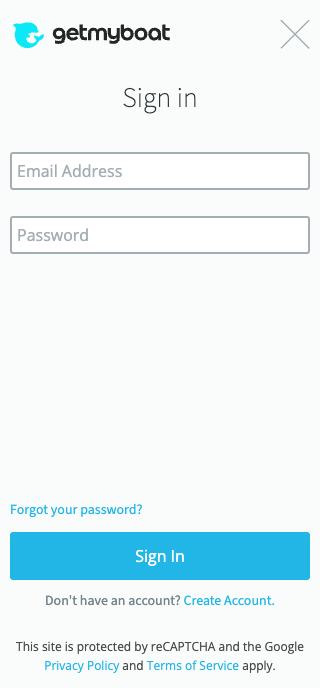 getmyboat
Sign in
Email Address
Password
Forgot your password?
Sign In
Don't have an account? Create Account.
This site is protected by reCAPTCHA and the Google
Privacy Policy and Terms of Service apply.